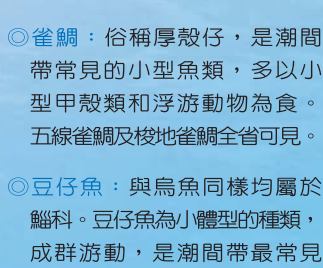 ◎雀鯛：俗稱厚殼仔，是潮間
帶常見的小型魚類，多以小
型甲殼類和浮游動物為食。
五線雀鯛及梭地雀鯛全省可見。
◎豆仔魚：與烏魚同樣均屬於
鯔科。豆仔魚為小體型的種類，
成群游動，是潮間帶最常見